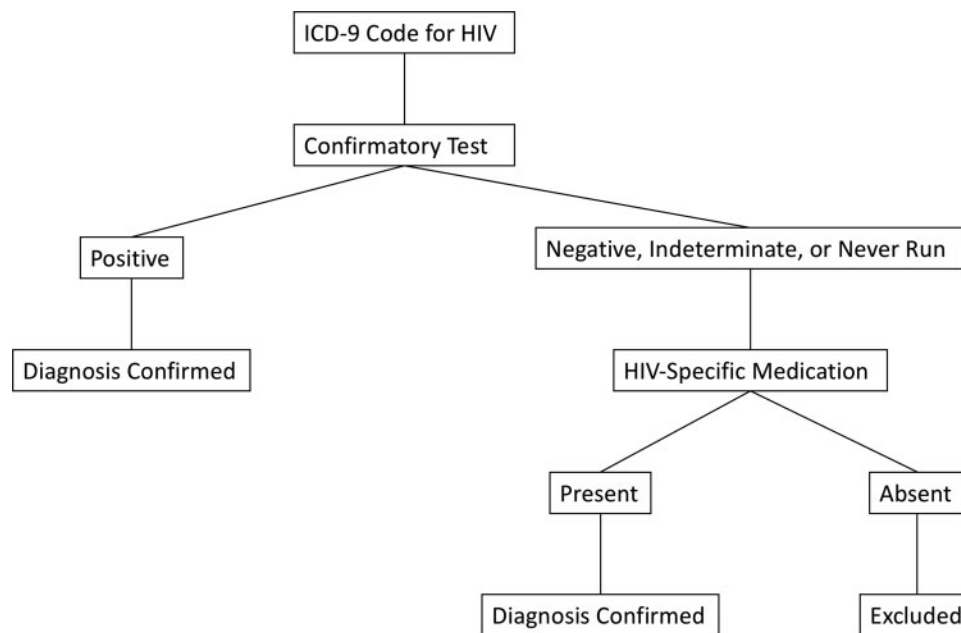 ICD-9 Code for HIV
Confirmatory Test
Positive
Negative, Indeterminate, or Never Run
Diagnosis Confirmed
HIV-Specific Medication
Present
Absent
Diagnosis Confirmed
Excluded